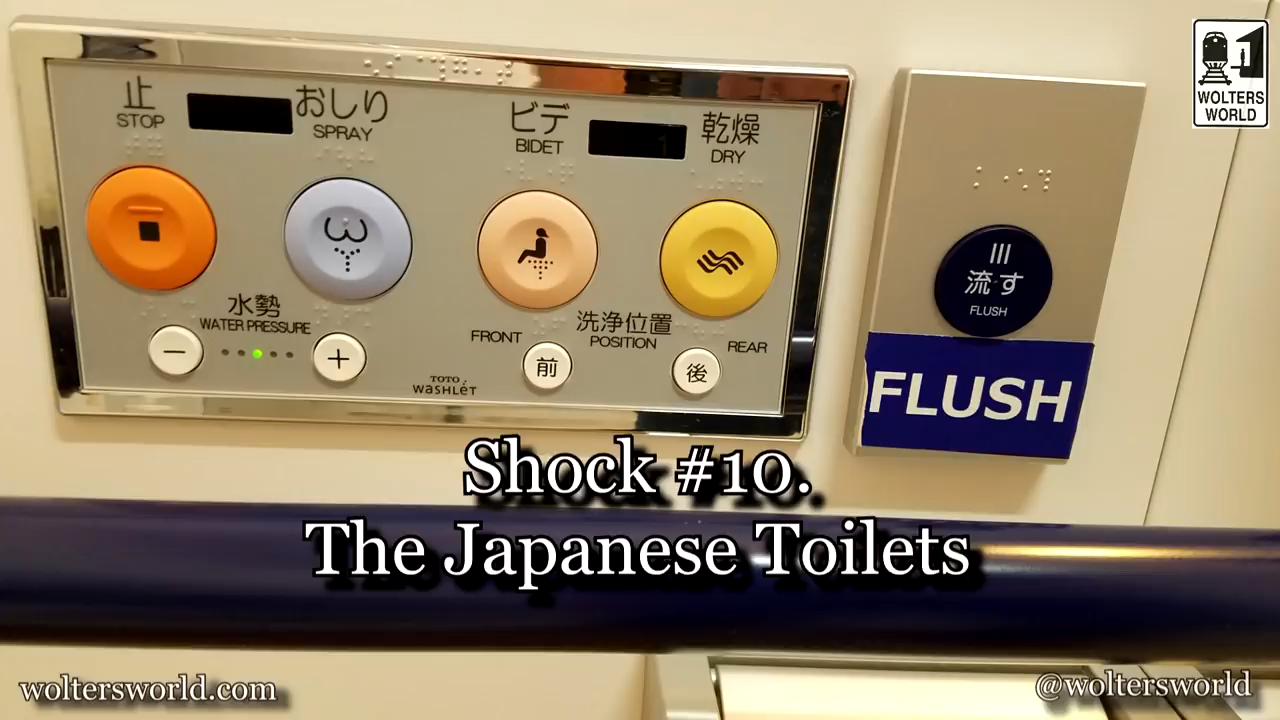 止
STOP
おしり
SPRAY
ビデ
BIDET
乾燥
DRY
水勢
WATER PRESSURE
− +
TOTO
WASHLET
FRONT
洗浄位置
POSITION
REAR
前
後
流す
FLUSH
FLUSH
WOLTERS
WORLD
Shock #10.
The Japanese Toilets
woltersworld.com
@woltersworld